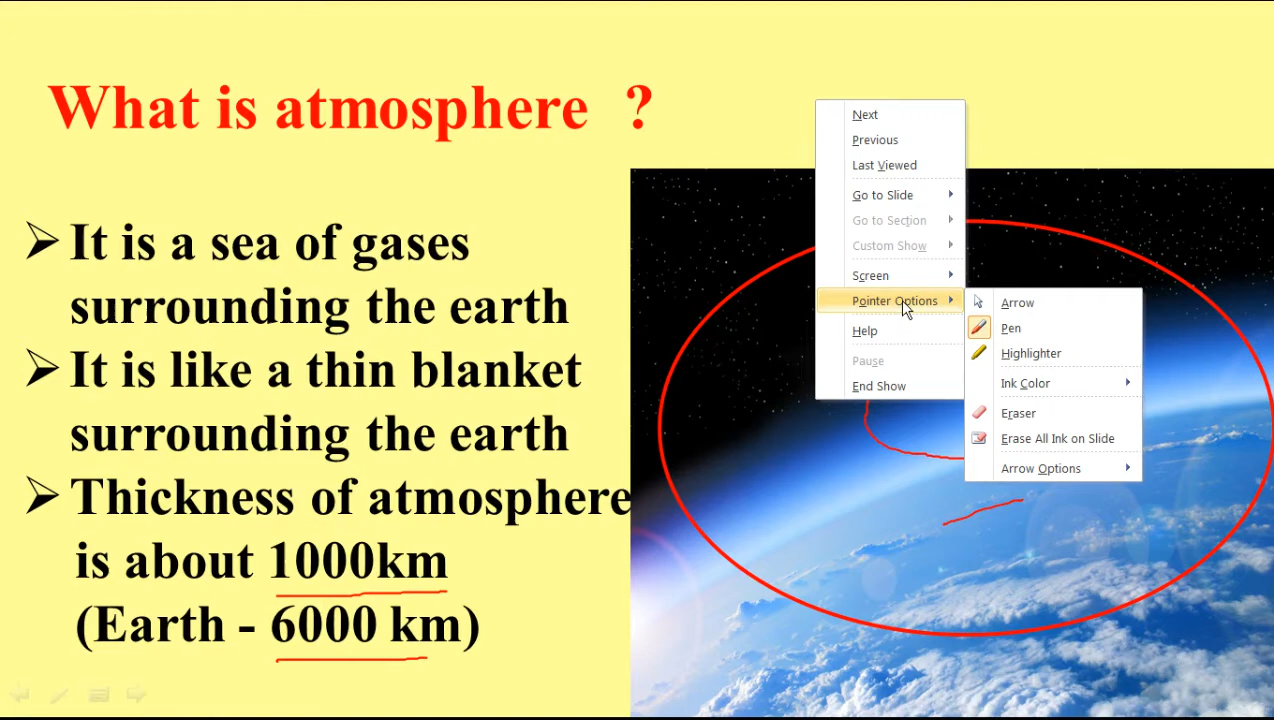 What is atmosphere ?
It is a sea of gases
surrounding the earth
It is like a thin blanket
surrounding the earth
Thickness of atmosphere
is about 1000km
(Earth - 6000 km)
Next
Previous
Last Viewed
Go to Slide
Go to Section
Custom Show
Screen
Pointer Options
Help
Pause
End Show
Arrow
Pen
Highlighter
Ink Color
Eraser
Erase All Ink on Slide
Arrow Options